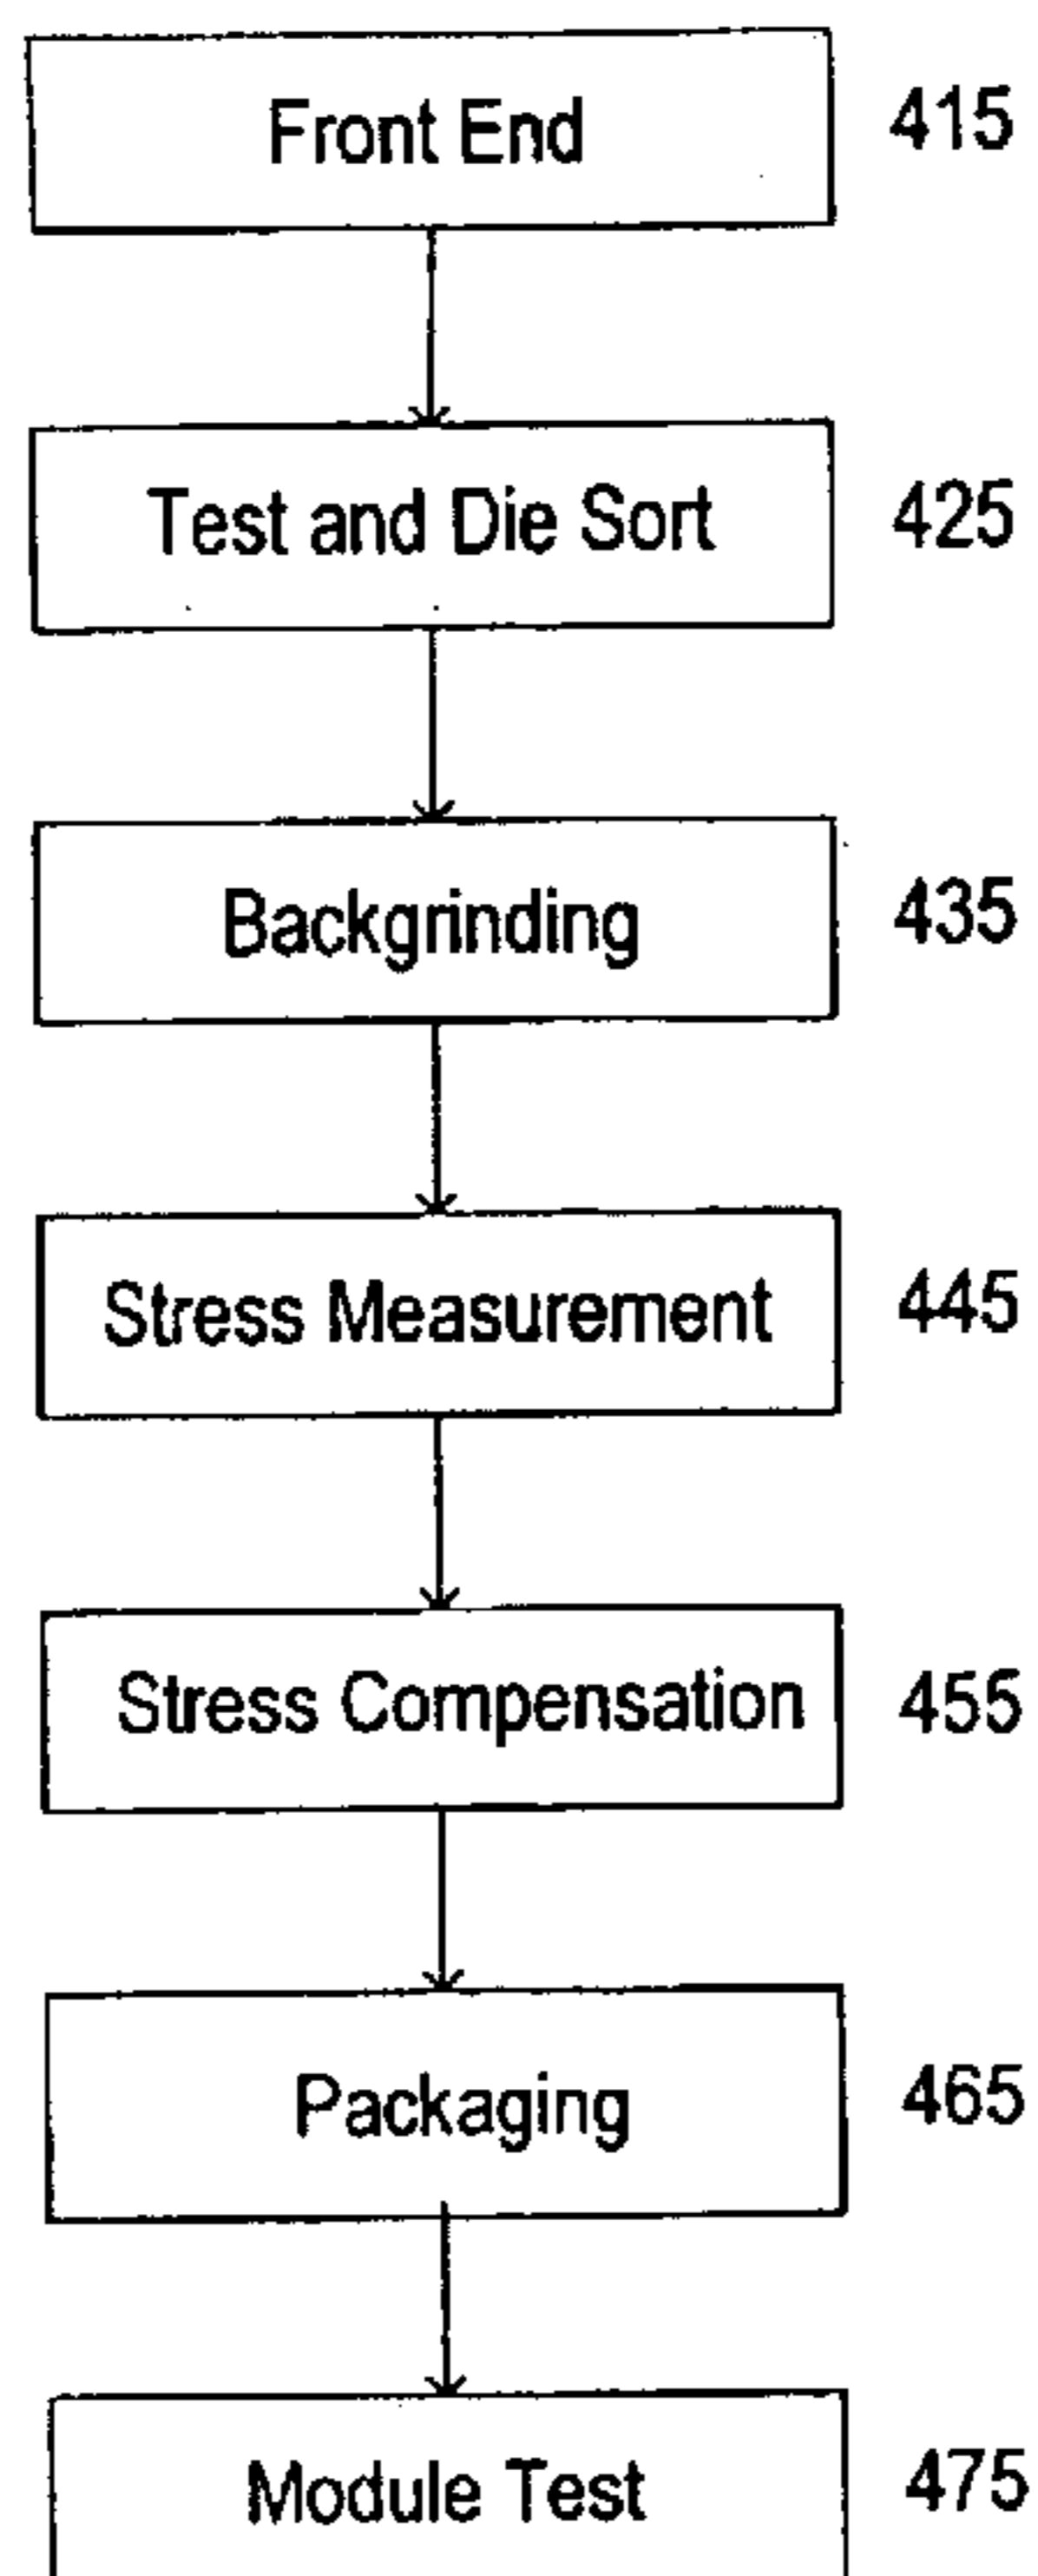 Front End 415
Test and Die Sort 425
Backgrinding 435
Stress Measurement 445
Stress Compensation 455
Packaging 465
Module Test 475